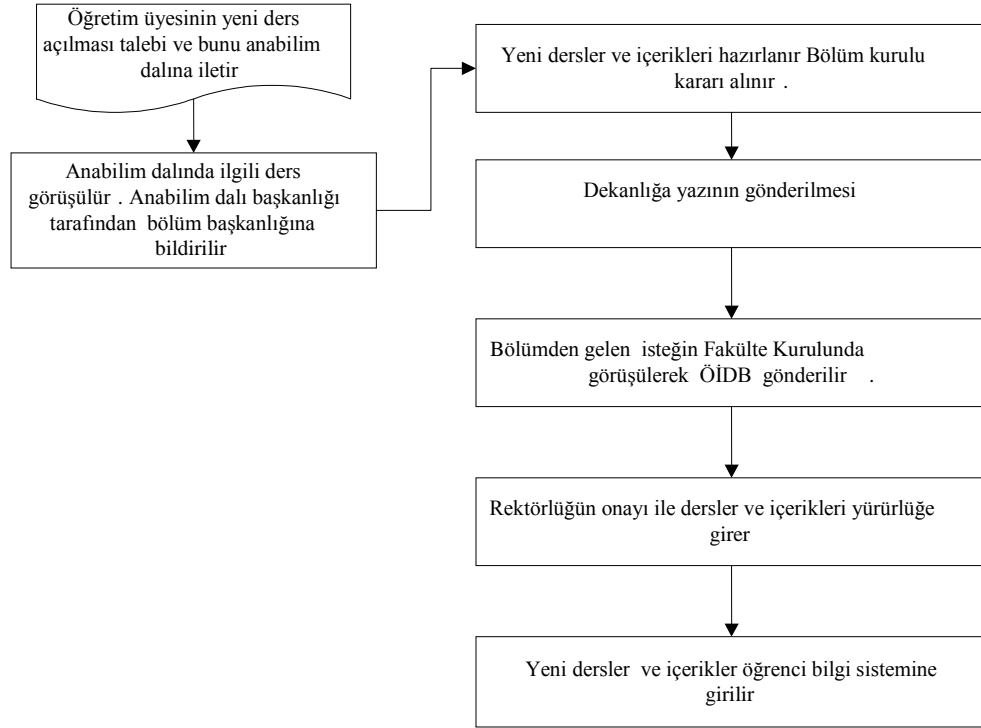 Öğretim üyesinin yeni ders
açılması talebi ve bunu anabilim
dalına iletir
Anabilim dalında ilgili ders
görüşülür . Anabilim dalı başkanlığı
tarafından bölüm başkanlığına
bildirilir
Yeni dersler ve içerikleri hazırlanır Bölüm kurulu
kararı alınır .
Dekanlığa yazının gönderilmesi
Bölümden gelen isteğin Fakülte Kurulunda
görüşülerek ÖİDB gönderilir .
Rektörlüğün onayı ile dersler ve içerikleri yürürlüğe
girer
Yeni dersler ve içerikler öğrenci bilgi sistemine
girilir